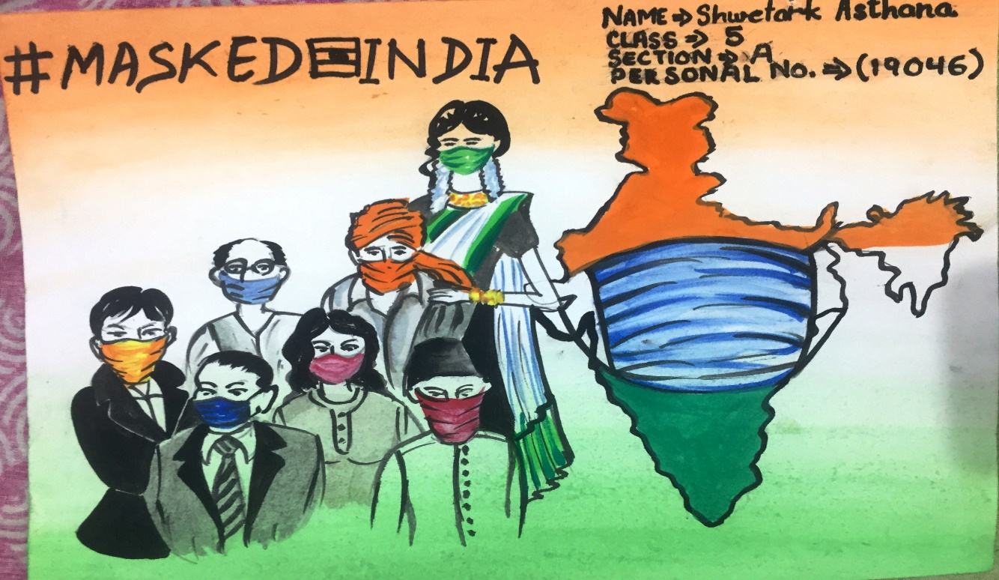 #MASKED INDIA
NAME ⇒ Shwetark Asthana
CLASS ⇒ 5
SECTION ⇒ A
PERSONAL No. ⇒ (19046)